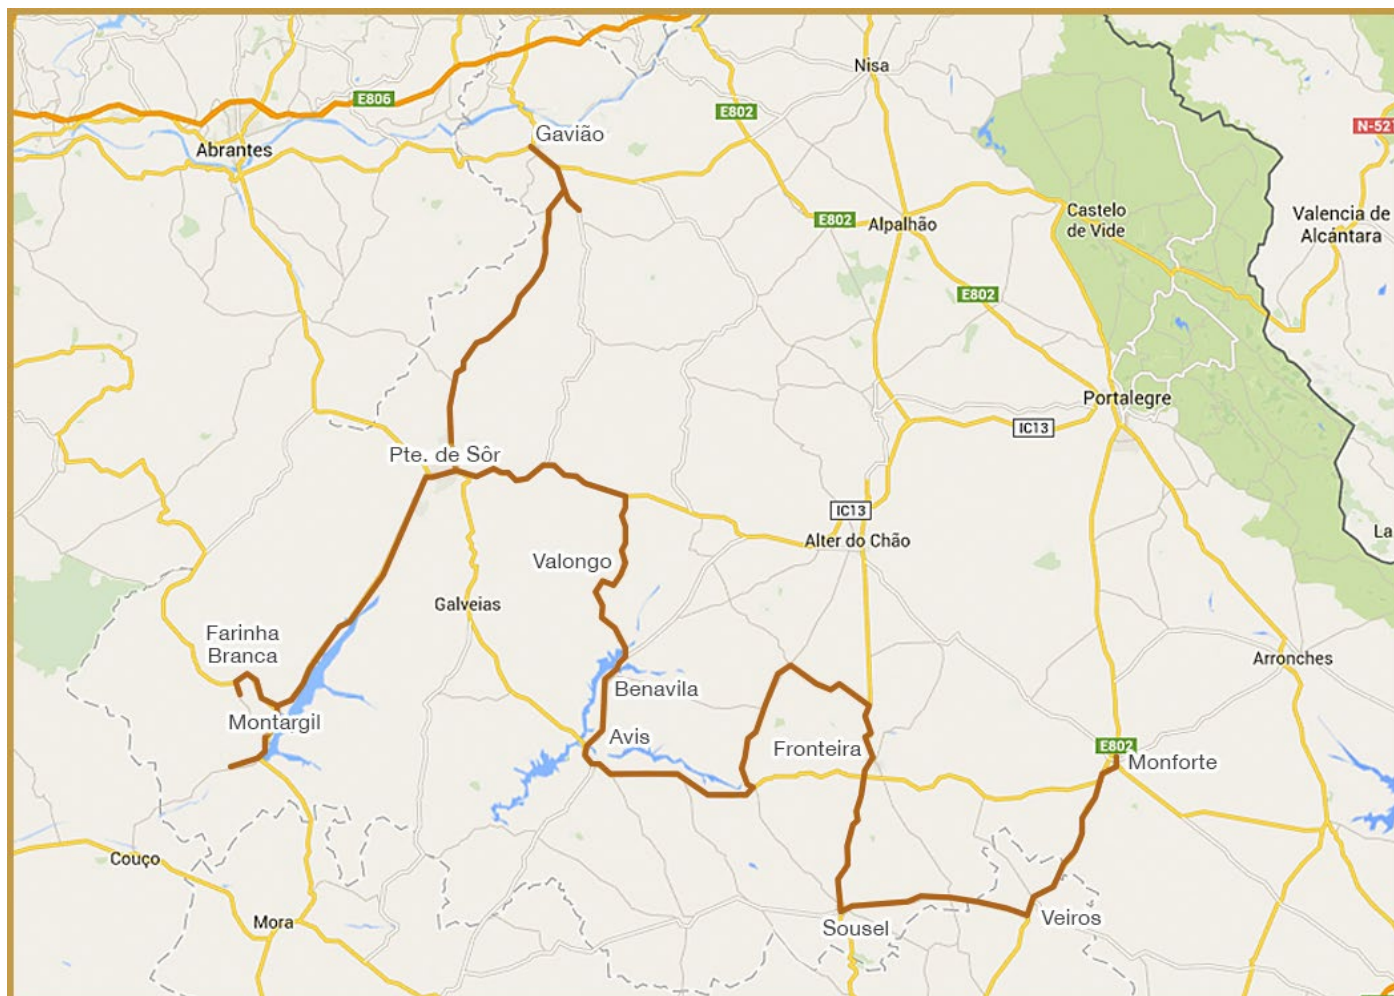 Nisa
E806
E802
N-521
Gavião
Abrantes
Castelo
de Vide
Valencia de
Alcántara
E802
Alpalhão
E802
Portalegre
IC13
Pte. de Sôr
IC13
La
Alter do Chão
Valongo
Galveias
Farinha
Branca
Arronches
Benavila
Montargil
Avis
Fronteira
E802
Monforte
Couço
Mora
Sousel
Veiros